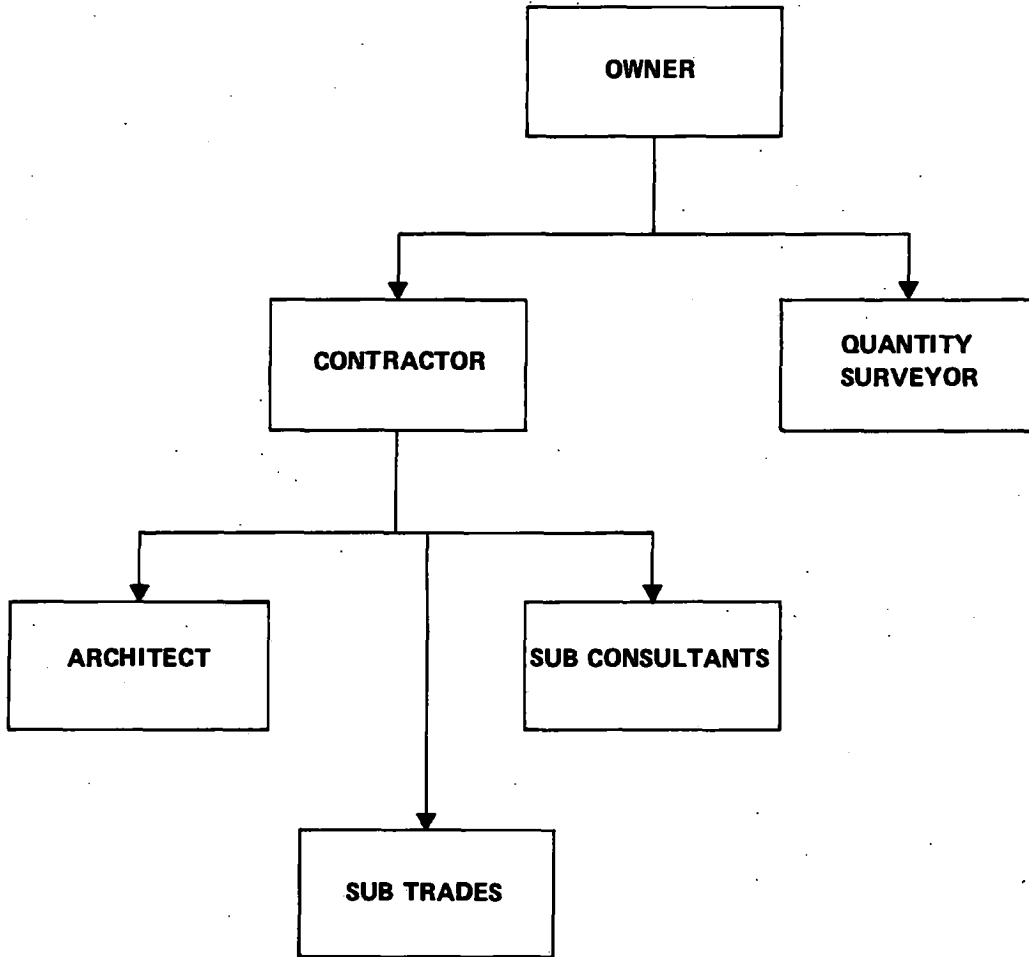 OWNER
CONTRACTOR
QUANTITY
SURVEYOR
ARCHITECT
SUB CONSULTANTS
SUB TRADES